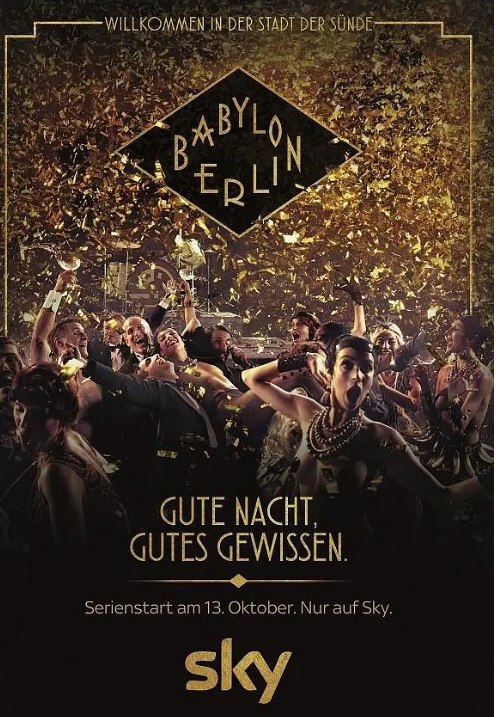 WILLKOMMEN IN DER STADT DER SÜNDE
BABYLON
BERLIN
GUTE NACHT,
GUTES GEWISSEN.
Serienstart am 13. Oktober. Nur auf Sky.
sky